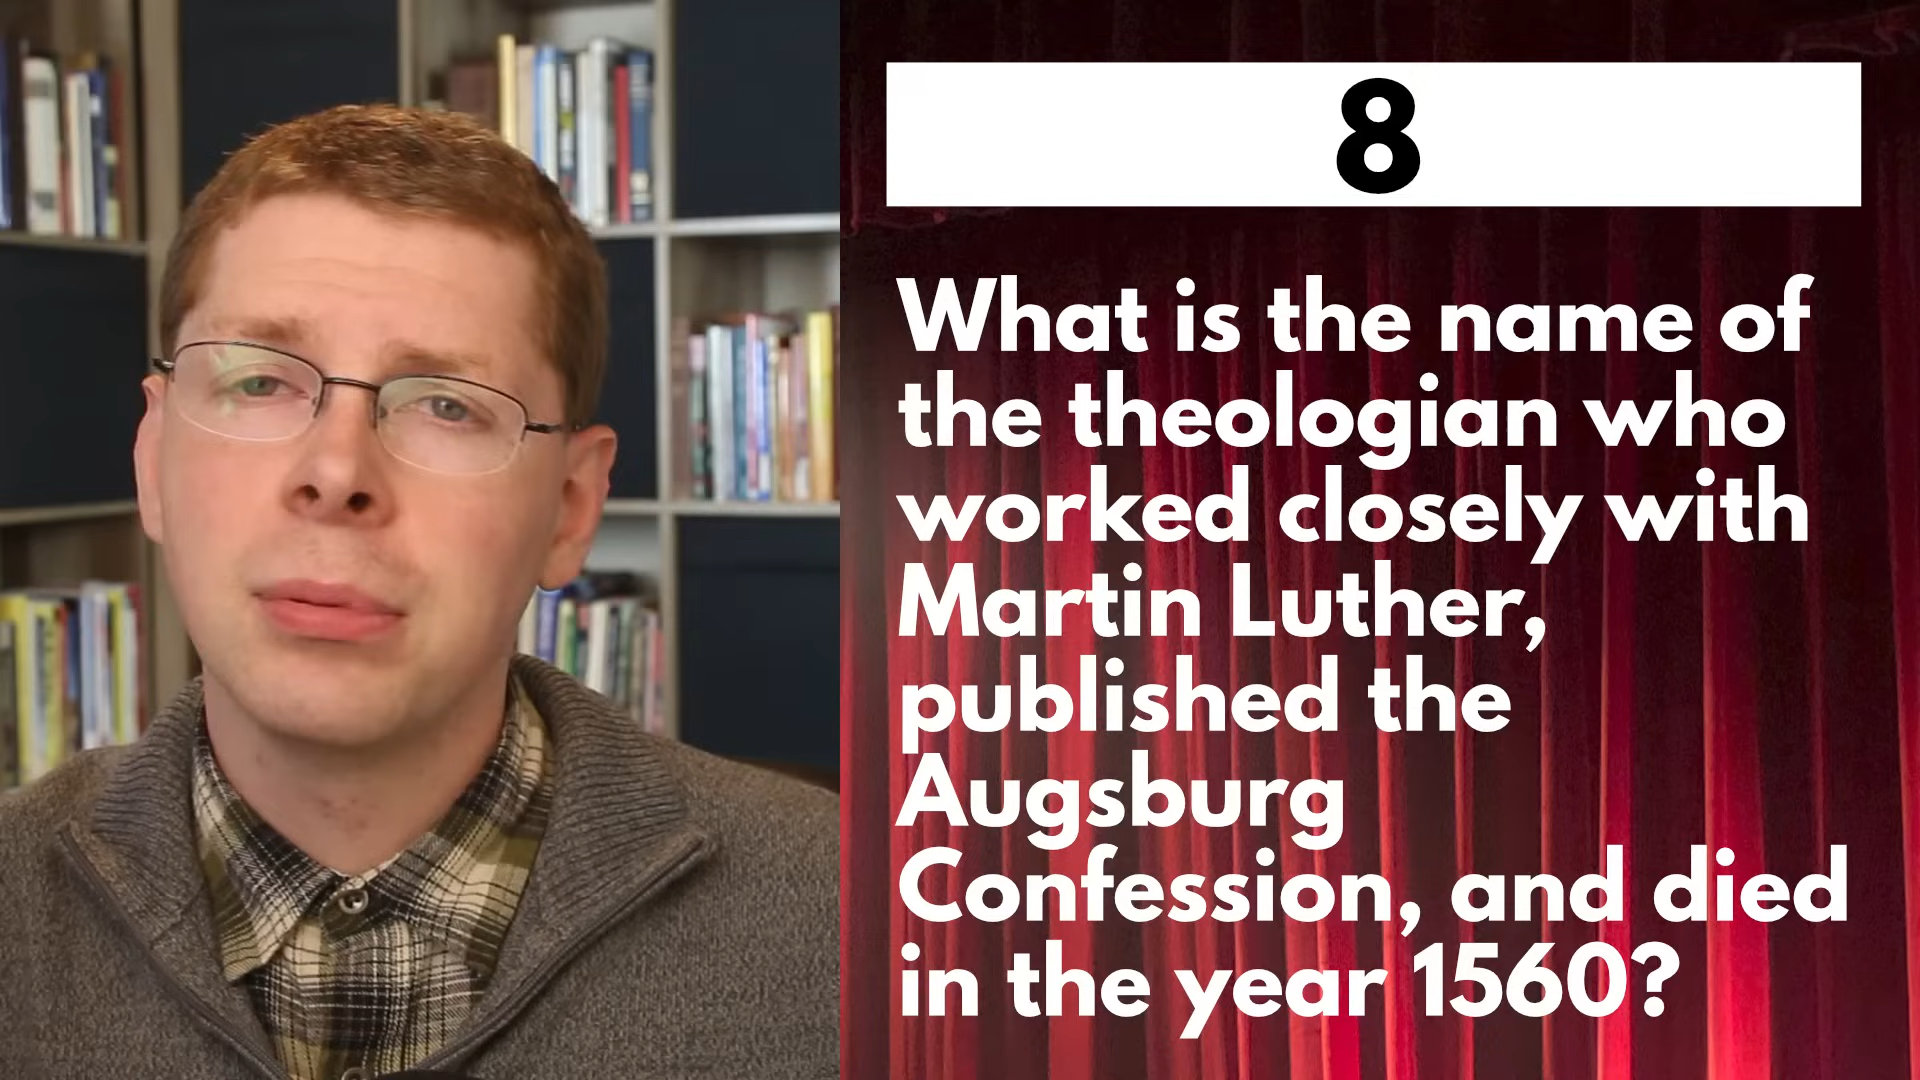 8
What is the name of
the theologian who
worked closely with
Martin Luther,
published the
Augsburg
Confession, and died
in the year 1560?